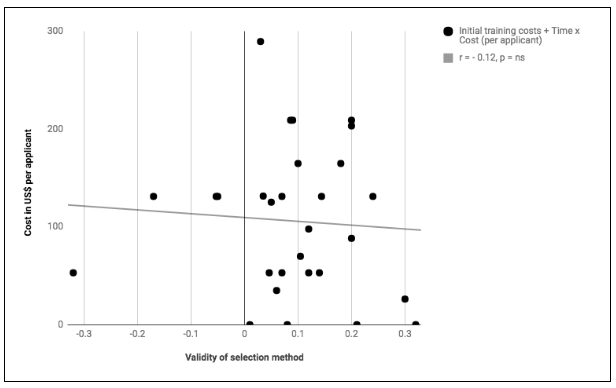 300
200
100
0
-0.3
-0.2
-0.1
0
0.1
0.2
0.3
Cost in US$ per applicant
Validity of selection method
Initial training costs + Time x
Cost (per applicant)
r = - 0.12, p = ns